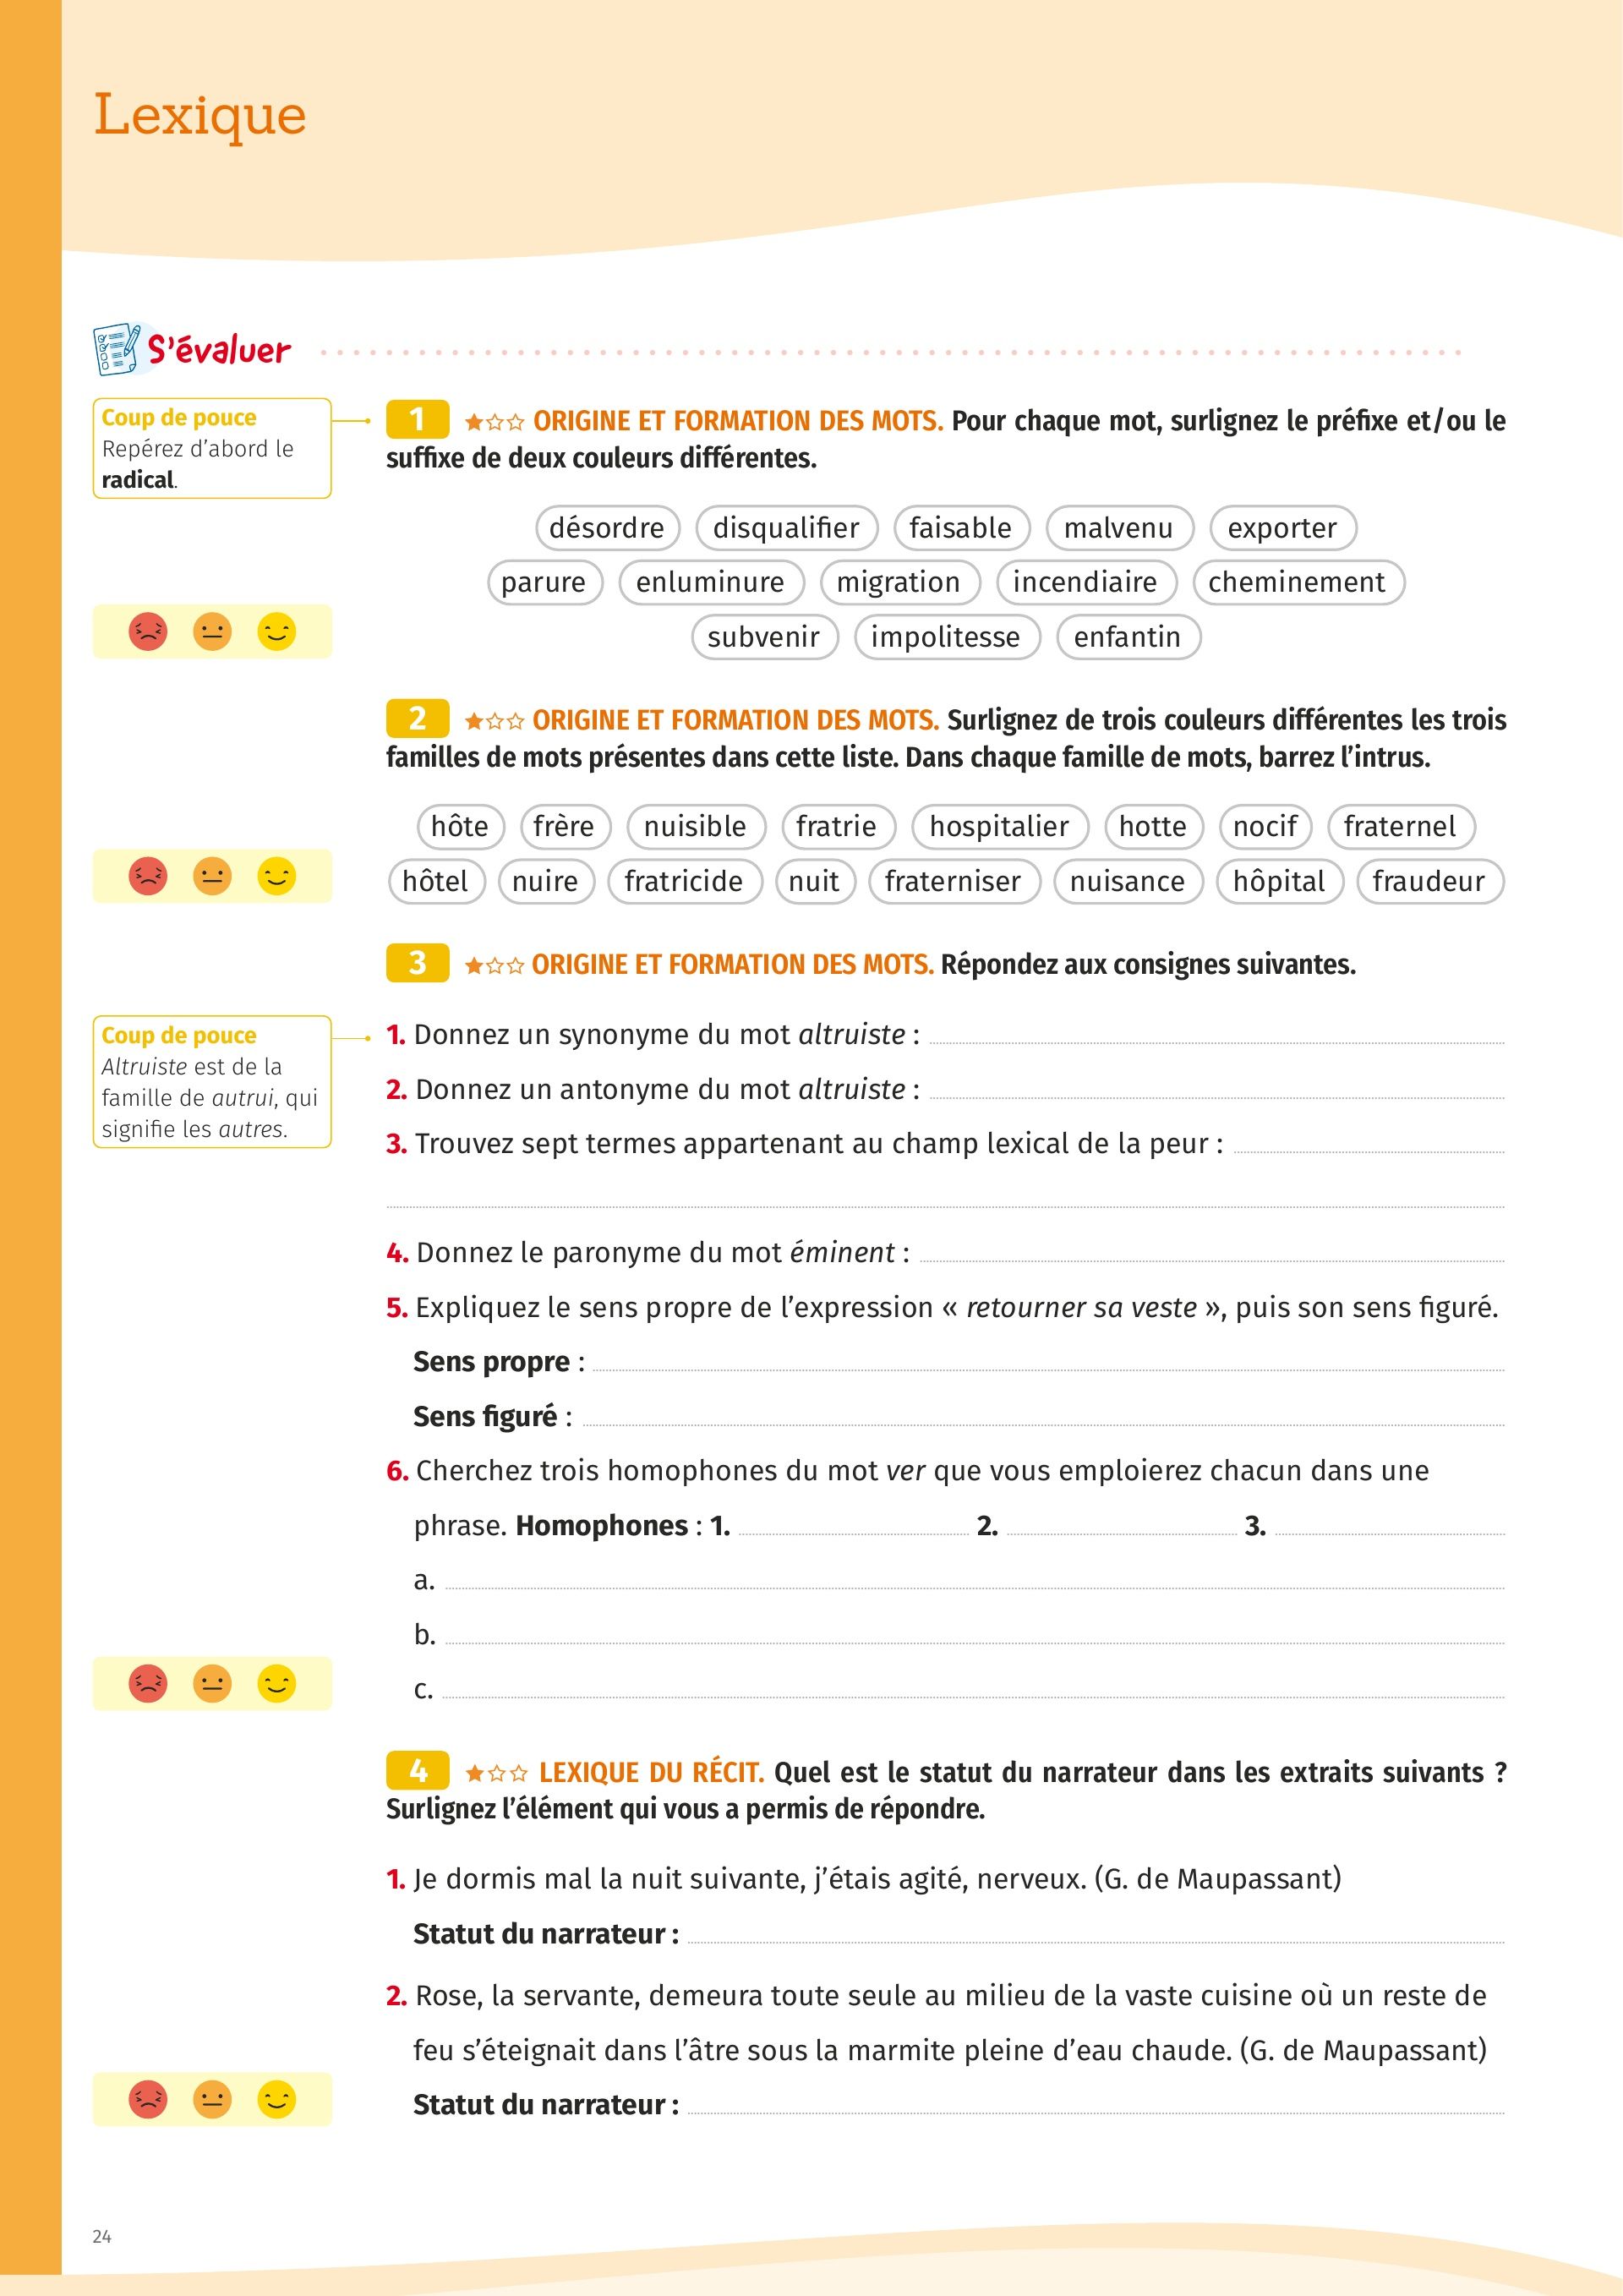 Lexique
S'évaluer
Coup de pouce
Repérez d'abord le
radical.
1 ★☆☆ ORIGINE ET FORMATION DES MOTS. Pour chaque mot, surlignez le préfixe et/ou le
suffixe de deux couleurs différentes.
désordre disqualifier faisable malvenu exporter
parure enluminure migration incendiaire cheminement
subvenir impolitesse enfantin
2 ★☆☆ ORIGINE ET FORMATION DES MOTS. Surlignez de trois couleurs différentes les trois
familles de mots présentes dans cette liste. Dans chaque famille de mots, barrez l'intrus.
hôte frère nuisible fratrie hospitalier hotte nocif fraternel
hôtel nuire fratricide nuit fraterniser nuisance hôpital fraudeur
3 ★☆☆ ORIGINE ET FORMATION DES MOTS. Répondez aux consignes suivantes.
Coup de pouce
Altruiste est de la
famille de autrui, qui
signifie les autres.
1. Donnez un synonyme du mot altruiste :
2. Donnez un antonyme du mot altruiste :
3. Trouvez sept termes appartenant au champ lexical de la peur :
4. Donnez le paronyme du mot éminent :
5. Expliquez le sens propre de l'expression « retourner sa veste », puis son sens figuré.
Sens propre :
Sens figuré :
6. Cherchez trois homophones du mot ver que vous emploierez chacun dans une
phrase. Homophones : 1. 2. 3.
a.
b.
c.
4 ★☆☆ LEXIQUE DU RÉCIT. Quel est le statut du narrateur dans les extraits suivants ?
Surlignez l'élément qui vous a permis de répondre.
1. Je dormis mal la nuit suivante, j'étais agité, nerveux. (G. de Maupassant)
Statut du narrateur :
2. Rose, la servante, demeura toute seule au milieu de la vaste cuisine où un reste de
feu s'éteignait dans l'âtre sous la marmite pleine d'eau chaude. (G. de Maupassant)
Statut du narrateur :
24